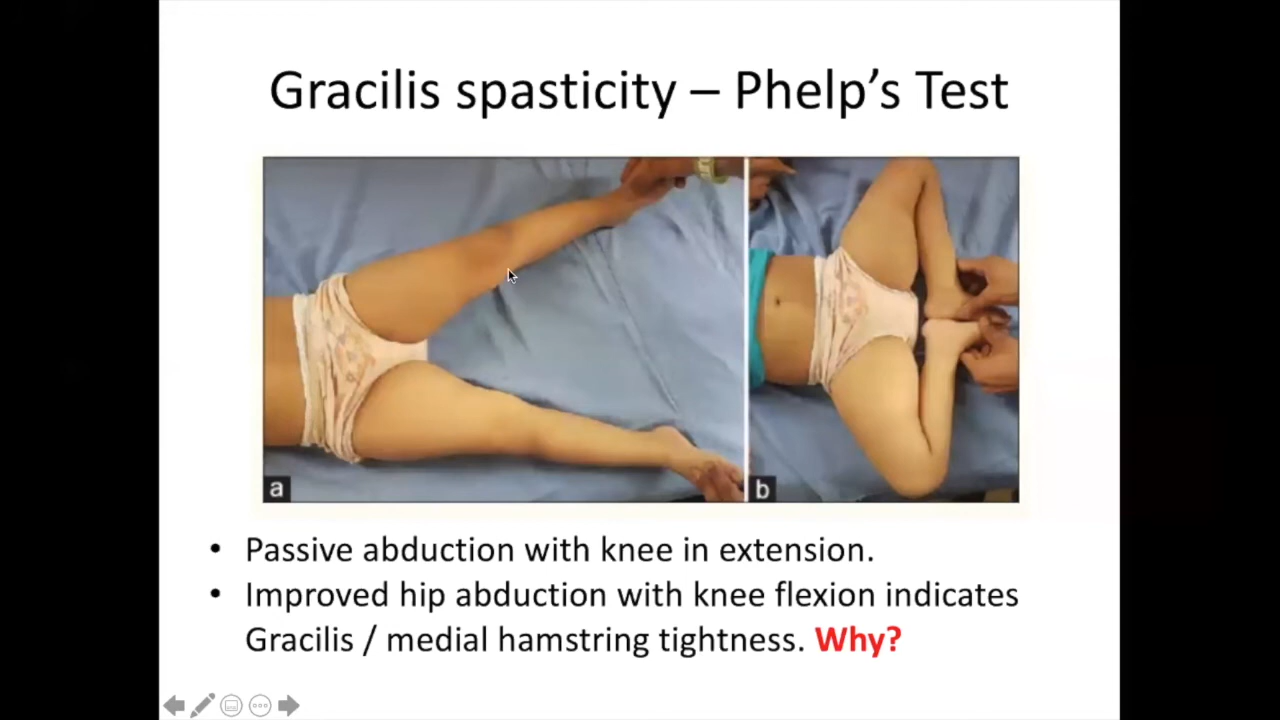 Gracilis spasticity – Phelp’s Test
a
b
• Passive abduction with knee in extension.
• Improved hip abduction with knee flexion indicates
Gracilis / medial hamstring tightness. Why?